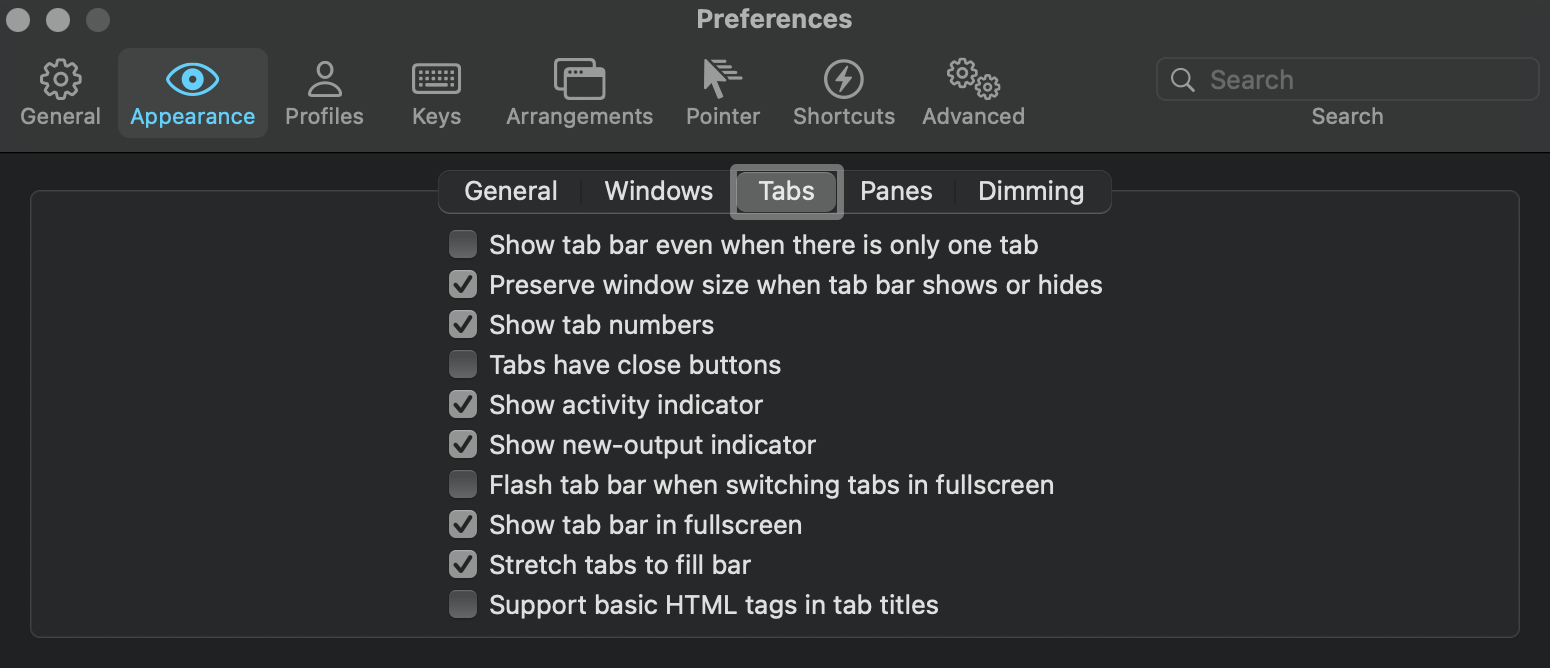 Preferences
General Appearance Profiles Keys Arrangements Pointer Shortcuts Advanced Search
Search
General Windows Tabs Panes Dimming
Show tab bar even when there is only one tab
Preserve window size when tab bar shows or hides
Show tab numbers
Tabs have close buttons
Show activity indicator
Show new-output indicator
Flash tab bar when switching tabs in fullscreen
Show tab bar in fullscreen
Stretch tabs to fill bar
Support basic HTML tags in tab titles